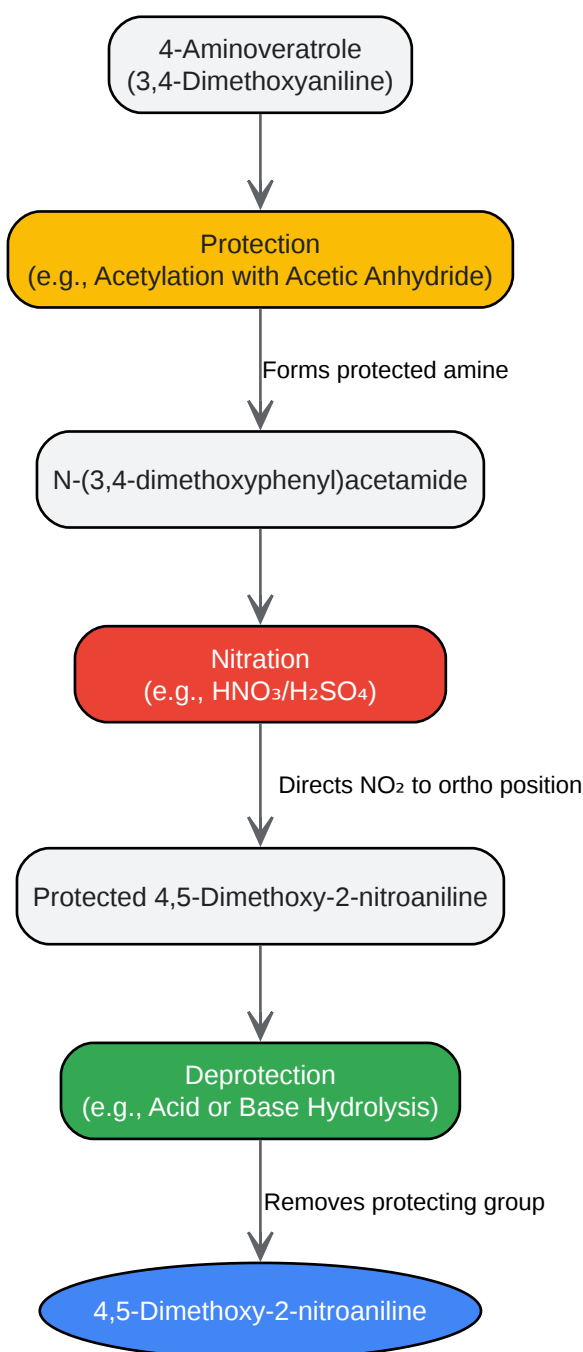 4-Aminoveratrole
(3,4-Dimethoxyaniline)
Protection
(e.g., Acetylation with Acetic Anhydride)
Forms protected amine
N-(3,4-dimethoxyphenyl)acetamide
Nitration
(e.g., HNO₃/H₂SO₄)
Directs NO₂ to ortho position
Protected 4,5-Dimethoxy-2-nitroaniline
Deprotection
(e.g., Acid or Base Hydrolysis)
Removes protecting group
4,5-Dimethoxy-2-nitroaniline